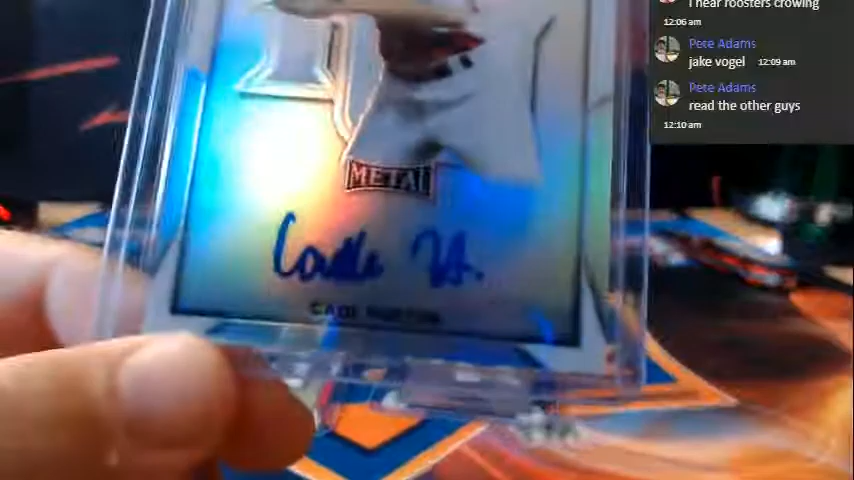 I hear roosters crowing
12:06 am
Pete Adams
jake vogel 12:09 am
Pete Adams
read the other guys
12:10 am
METAL